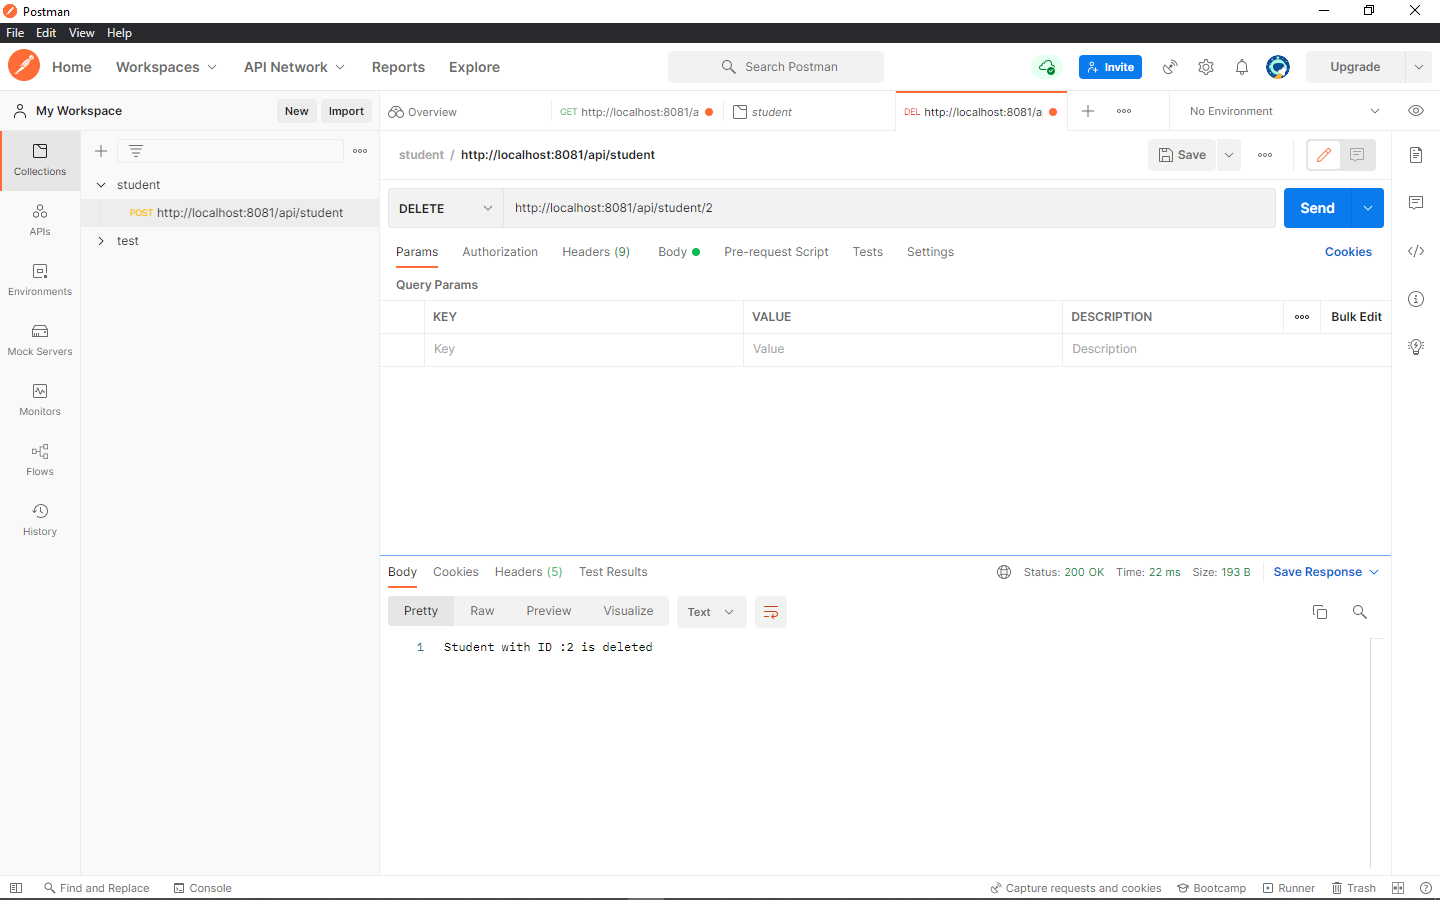 Postman
File Edit View Help
Home Workspaces API Network Reports Explore Search Postman Invite Upgrade
My Workspace New Import Overview GET http://localhost:8081/a student DEL http://localhost:8081/a No Environment
student / http://localhost:8081/api/student Save
Collections
student
POST http://localhost:8081/api/student
test
APIs
Environments
Mock Servers
Monitors
Flows
History
DELETE http://localhost:8081/api/student/2 Send
Params Authorization Headers (9) Body Pre-request Script Tests Settings Cookies
Query Params
KEY VALUE DESCRIPTION Bulk Edit
Key Value Description
Body Cookies Headers (5) Test Results Status: 200 OK Time: 22 ms Size: 193 B Save Response
Pretty Raw Preview Visualize Text
1 Student with ID :2 is deleted
Find and Replace Console Capture requests and cookies Bootcamp Runner Trash